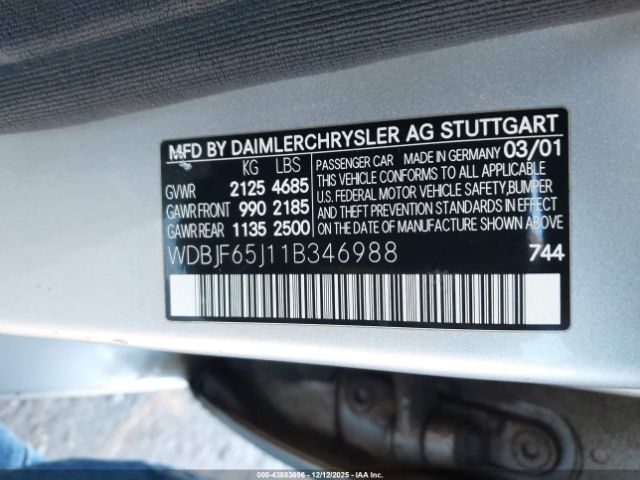 MFD BY DAIMLERCHRYSLER AG STUTTGART
KG LBS PASSENGER CAR MADE IN GERMANY 03/01
GVWR 2125 4685 THIS VEHICLE CONFORMS TO ALL APPLICABLE
U.S. FEDERAL MOTOR VEHICLE SAFETY,BUMPER
GAWR FRONT 990 2185 AND THEFT PREVENTION STANDARDS IN EFFECT
GAWR REAR 1135 2500 ON THE DATE OF MANUFACTURE SHOWN ABOVE.
WDBJF65J11B346988 744
000-43883696 - 12/12/2025 - IAA Inc.